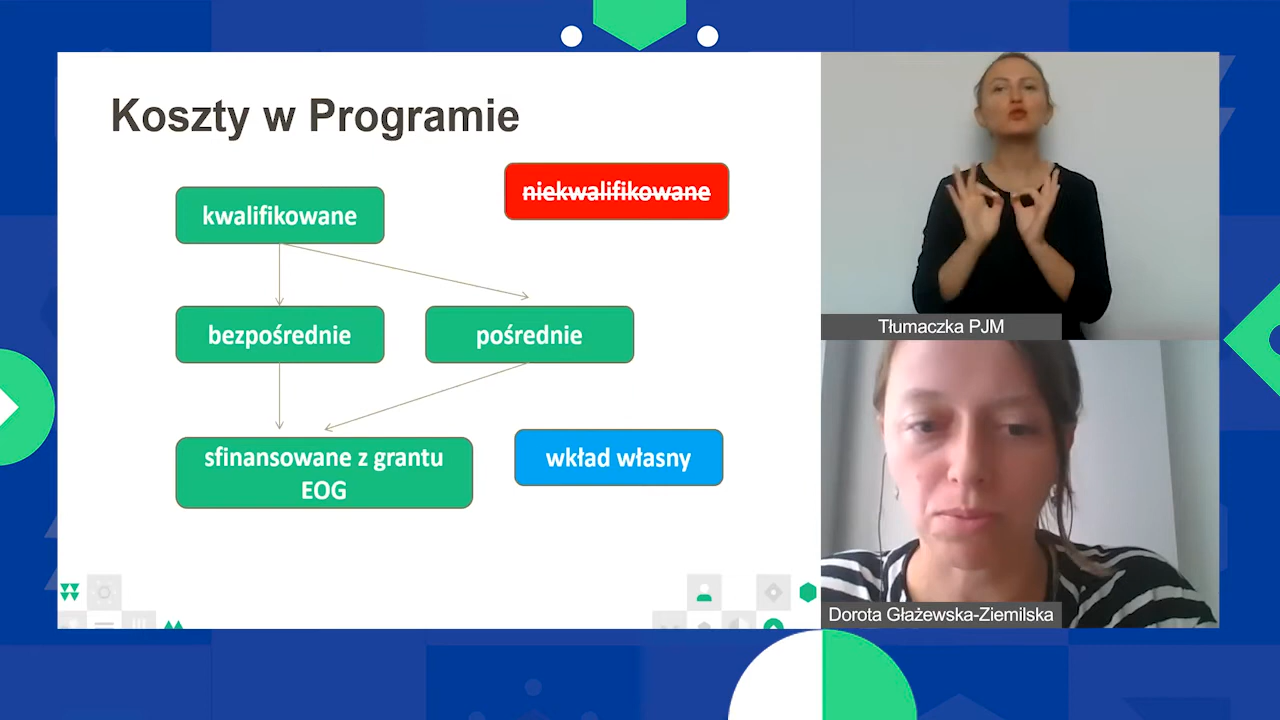 Koszty w Programie
niekwalifikowane
kwalifikowane
bezpośrednie
pośrednie
sfinansowane z grantu
EOG
wkład własny
Tłumaczka PJM
Dorota Głażewska-Ziemilska